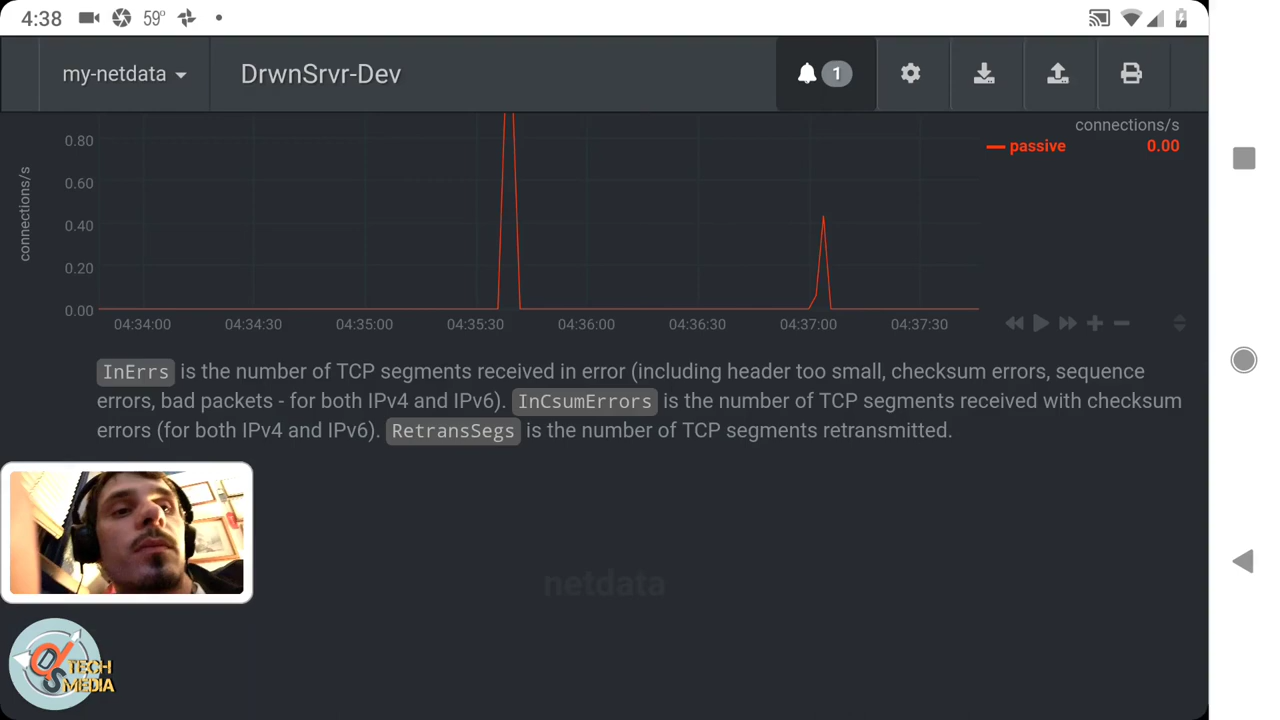 4:38
59°
my-netdata
DrwnSrvr-Dev
1
connections/s
passive 0.00
connections/s
0.80
0.60
0.40
0.20
0.00
04:34:00 04:34:30 04:35:00 04:35:30 04:36:00 04:36:30 04:37:00 04:37:30
InErrs is the number of TCP segments received in error (including header too small, checksum errors, sequence
errors, bad packets - for both IPv4 and IPv6). InCsumErrors is the number of TCP segments received with checksum
errors (for both IPv4 and IPv6). RetransSegs is the number of TCP segments retransmitted.
netdata
TECH
MEDIA